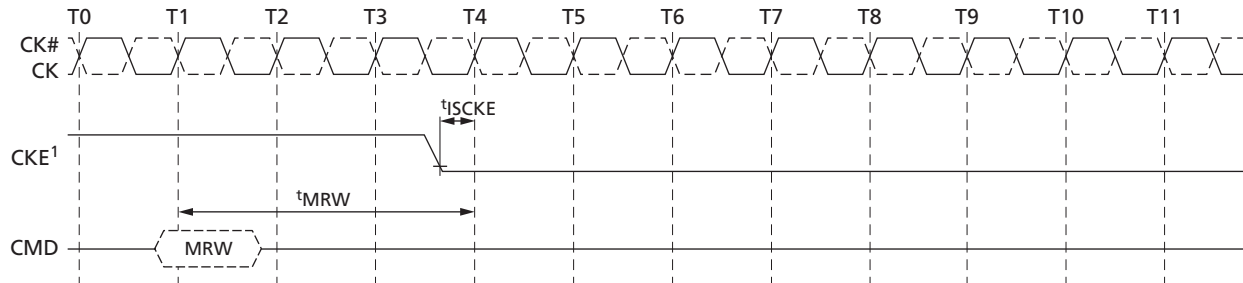 T0 T1 T2 T3 T4 T5 T6 T7 T8 T9 T10 T11
CK#
CK
tISCKE
CKE1
tMRW
CMD MRW